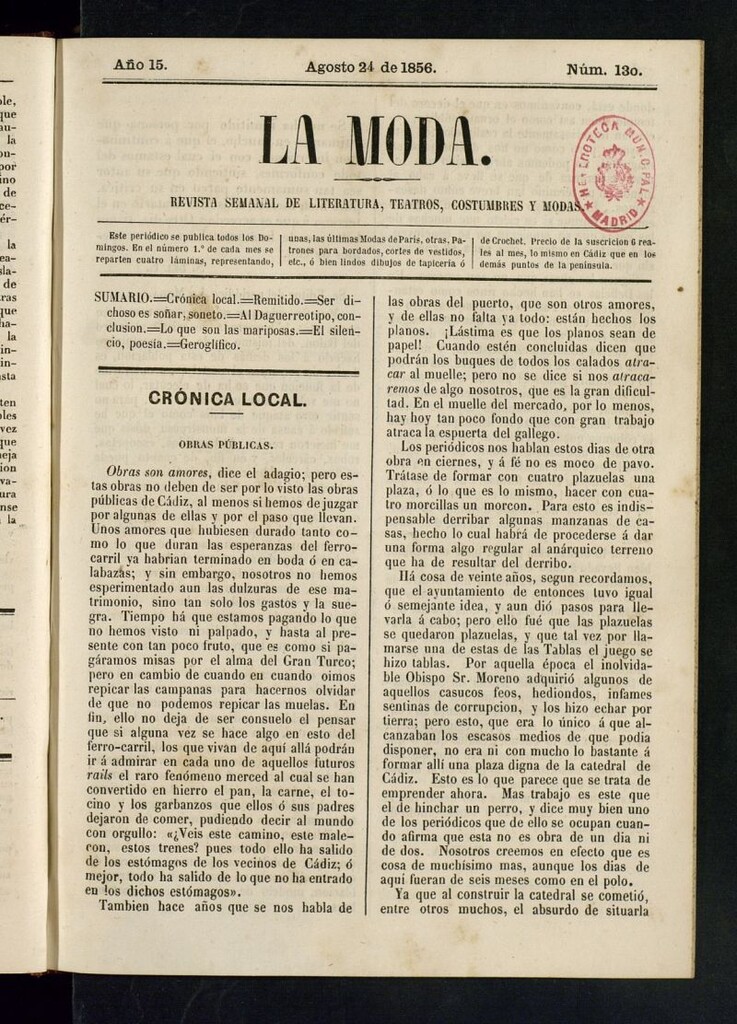 Año 15.
Agosto 24 de 1856.
Núm. 130.
LA MODA.
HEMEROTECA MUNICIPAL
★ MADRID ★
REVISTA SEMANAL DE LITERATURA, TEATROS, COSTUMBRES Y MODAS.
Este periódico se publica todos los Do-
mingos. En el número 1.º de cada mes se
reparten cuatro láminas, representando,
unas, las últimas Modas de París, otras, Pa-
trones para bordados, cortes de vestidos,
etc., ó bien lindos dibujos de tapicería ó
de Crochet. Precio de la suscricion 6 rea-
les al mes, lo mismo en Cádiz que en los
demás puntos de la península.
SUMARIO.=Crónica local.=Remitido.=Ser di-
choso es soñar, soneto.=Al Daguerreotipo, con-
clusion.=Lo que son las mariposas.=El silen-
cio, poesía.=Geroglífico.
CRÓNICA LOCAL.
OBRAS PÚBLICAS.
Obras son amores, dice el adagio; pero es-
tas obras no deben de ser por lo visto las obras
públicas de Cádiz, al menos si hemos de juzgar
por algunas de ellas y por el paso que llevan.
Unos amores que hubiesen durado tanto co-
mo lo que duran las esperanzas del ferro-
carril ya habrian terminado en boda ó en ca-
labazas; y sin embargo, nosotros no hemos
esperimentado aun las dulzuras de ese ma-
trimonio, sino tan solo los gastos y la sue-
gra. Tiempo há que estamos pagando lo que
no hemos visto ni palpado, y hasta al pre-
sente con tan poco fruto, que es como si pa-
gáramos misas por el alma del Gran Turco;
pero en cambio de cuando eu cuando oimos
repicar las campanas para hacernos olvidar
de que no podemos repicar las muelas. En
fin, ello no deja de ser consuelo el pensar
que si alguna vez se hace algo en esto del
ferro-carril, los que vivan de aquí allá podrán
ir á admirar en cada uno de aquellos futuros
rails el raro fenómeno merced al cual se han
convertido en hierro el pan, la carne, el to-
cino y los garbanzos que ellos ó sus padres
dejaron de comer, pudiendo decir al mundo
con orgullo: «¿Veis este camino, este male-
con, estos trenes? pues todo ello ha salido
de los estómagos de los vecinos de Cádiz; ó
mejor, todo ha salido de lo que no ha entrado
en los dichos estómagos».
Tambien hace años que se nos habla de
las obras del puerto, que son otros amores,
y de ellas no falta ya todo: están hechos los
planos. ¡Lástima es que los planos sean de
papel! Cuando estén concluidas dicen que
podrán los buques de todos los calados atra-
car al muelle; pero no se dice si nos atraca-
remos de algo nosotros, que es la gran dificul-
tad. En el muelle del mercado, por lo menos,
hay hoy tan poco fondo que con gran trabajo
atraca la espuerta del gallego.
Los periódicos nos hablan estos dias de otra
obra en ciernes, y á fé no es moco de pavo.
Trátase de formar con cuatro plazuelas una
plaza, ó lo que es lo mismo, hacer con cua-
tro morcillas un morcon. Para esto es indis-
pensable derribar algunas manzanas de ca-
sas, hecho lo cual habrá de procederse á dar
una forma algo regular al anárquico terreno
que ha de resultar del derribo.
Há cosa de veinte años, segun recordamos,
que el ayuntamiento de entonces tuvo igual
ó semejante idea, y aun dió pasos para lle-
varla á cabo; pero ello fué que las plazuelas
se quedaron plazuelas, y que tal vez por lla-
marse una de estas de las Tablas el juego se
hizo tablas. Por aquella época el inolvida-
ble Obispo Sr. Moreno adquirió algunos de
aquellos casucos feos, hediondos, infames
sentinas de corrupcion, y los hizo echar por
tierra; pero esto, que era lo único á que al-
canzaban los escasos medios de que podia
disponer, no era ni con mucho lo bastante á
formar allí una plaza digna de la catedral de
Cádiz. Esto es lo que parece que se trata de
emprender ahora. Mas trabajo es este que
el de hinchar un perro, y dice muy bien uno
de los periódicos que de ello se ocupan cuan-
do afirma que esta no es obra de un dia ni
de dos. Nosotros creemos en efecto que es
cosa de muchísimo mas, aunque los dias de
aquí fueran de seis meses como en el polo.
Ya que al construir la catedral se cometió,
entre otros muchos, el absurdo de situarla